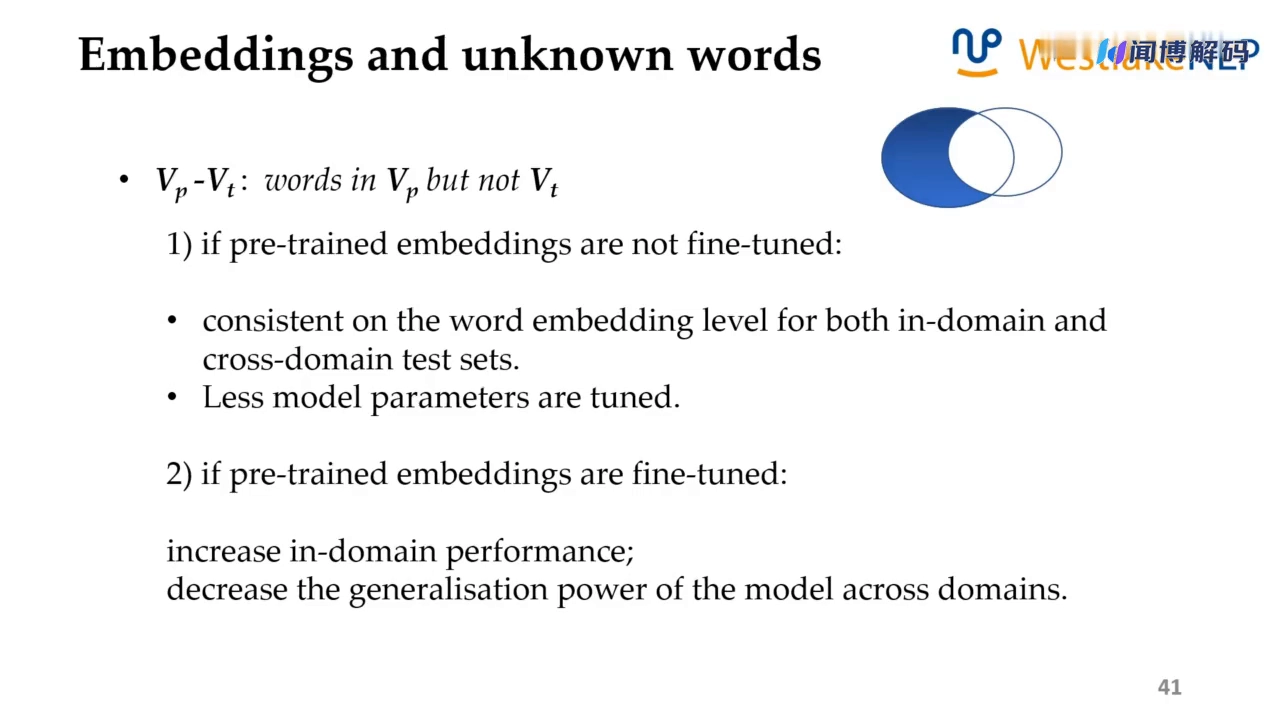 Embeddings and unknown words
WestlakeNLP
闻博解码
• Vp -Vt : words in Vp but not Vt
1) if pre-trained embeddings are not fine-tuned:
• consistent on the word embedding level for both in-domain and
cross-domain test sets.
• Less model parameters are tuned.
2) if pre-trained embeddings are fine-tuned:
increase in-domain performance;
decrease the generalisation power of the model across domains.
41